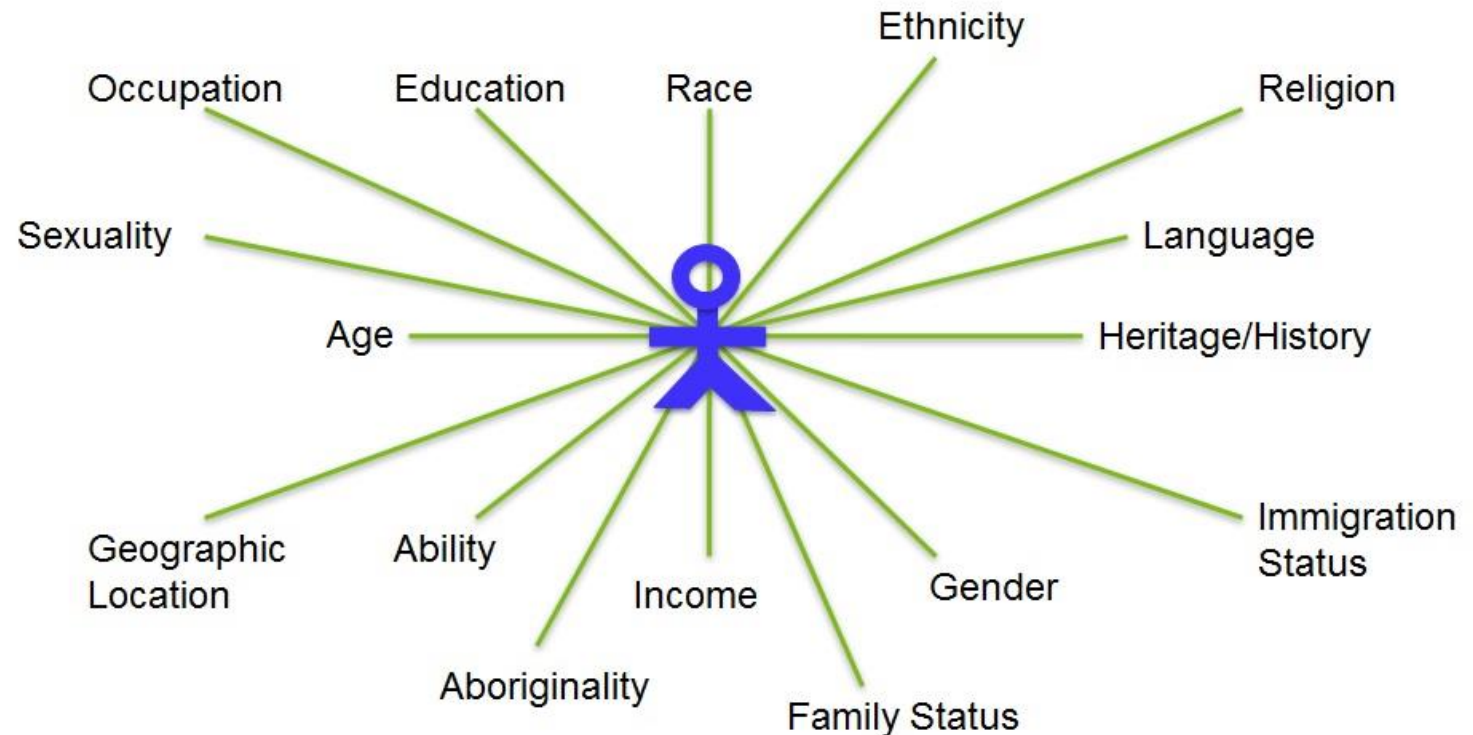 Ethnicity
Occupation
Education
Race
Religion
Sexuality
Language
Age
Heritage/History
Geographic
Location
Ability
Income
Gender
Immigration
Status
Aboriginality
Family Status